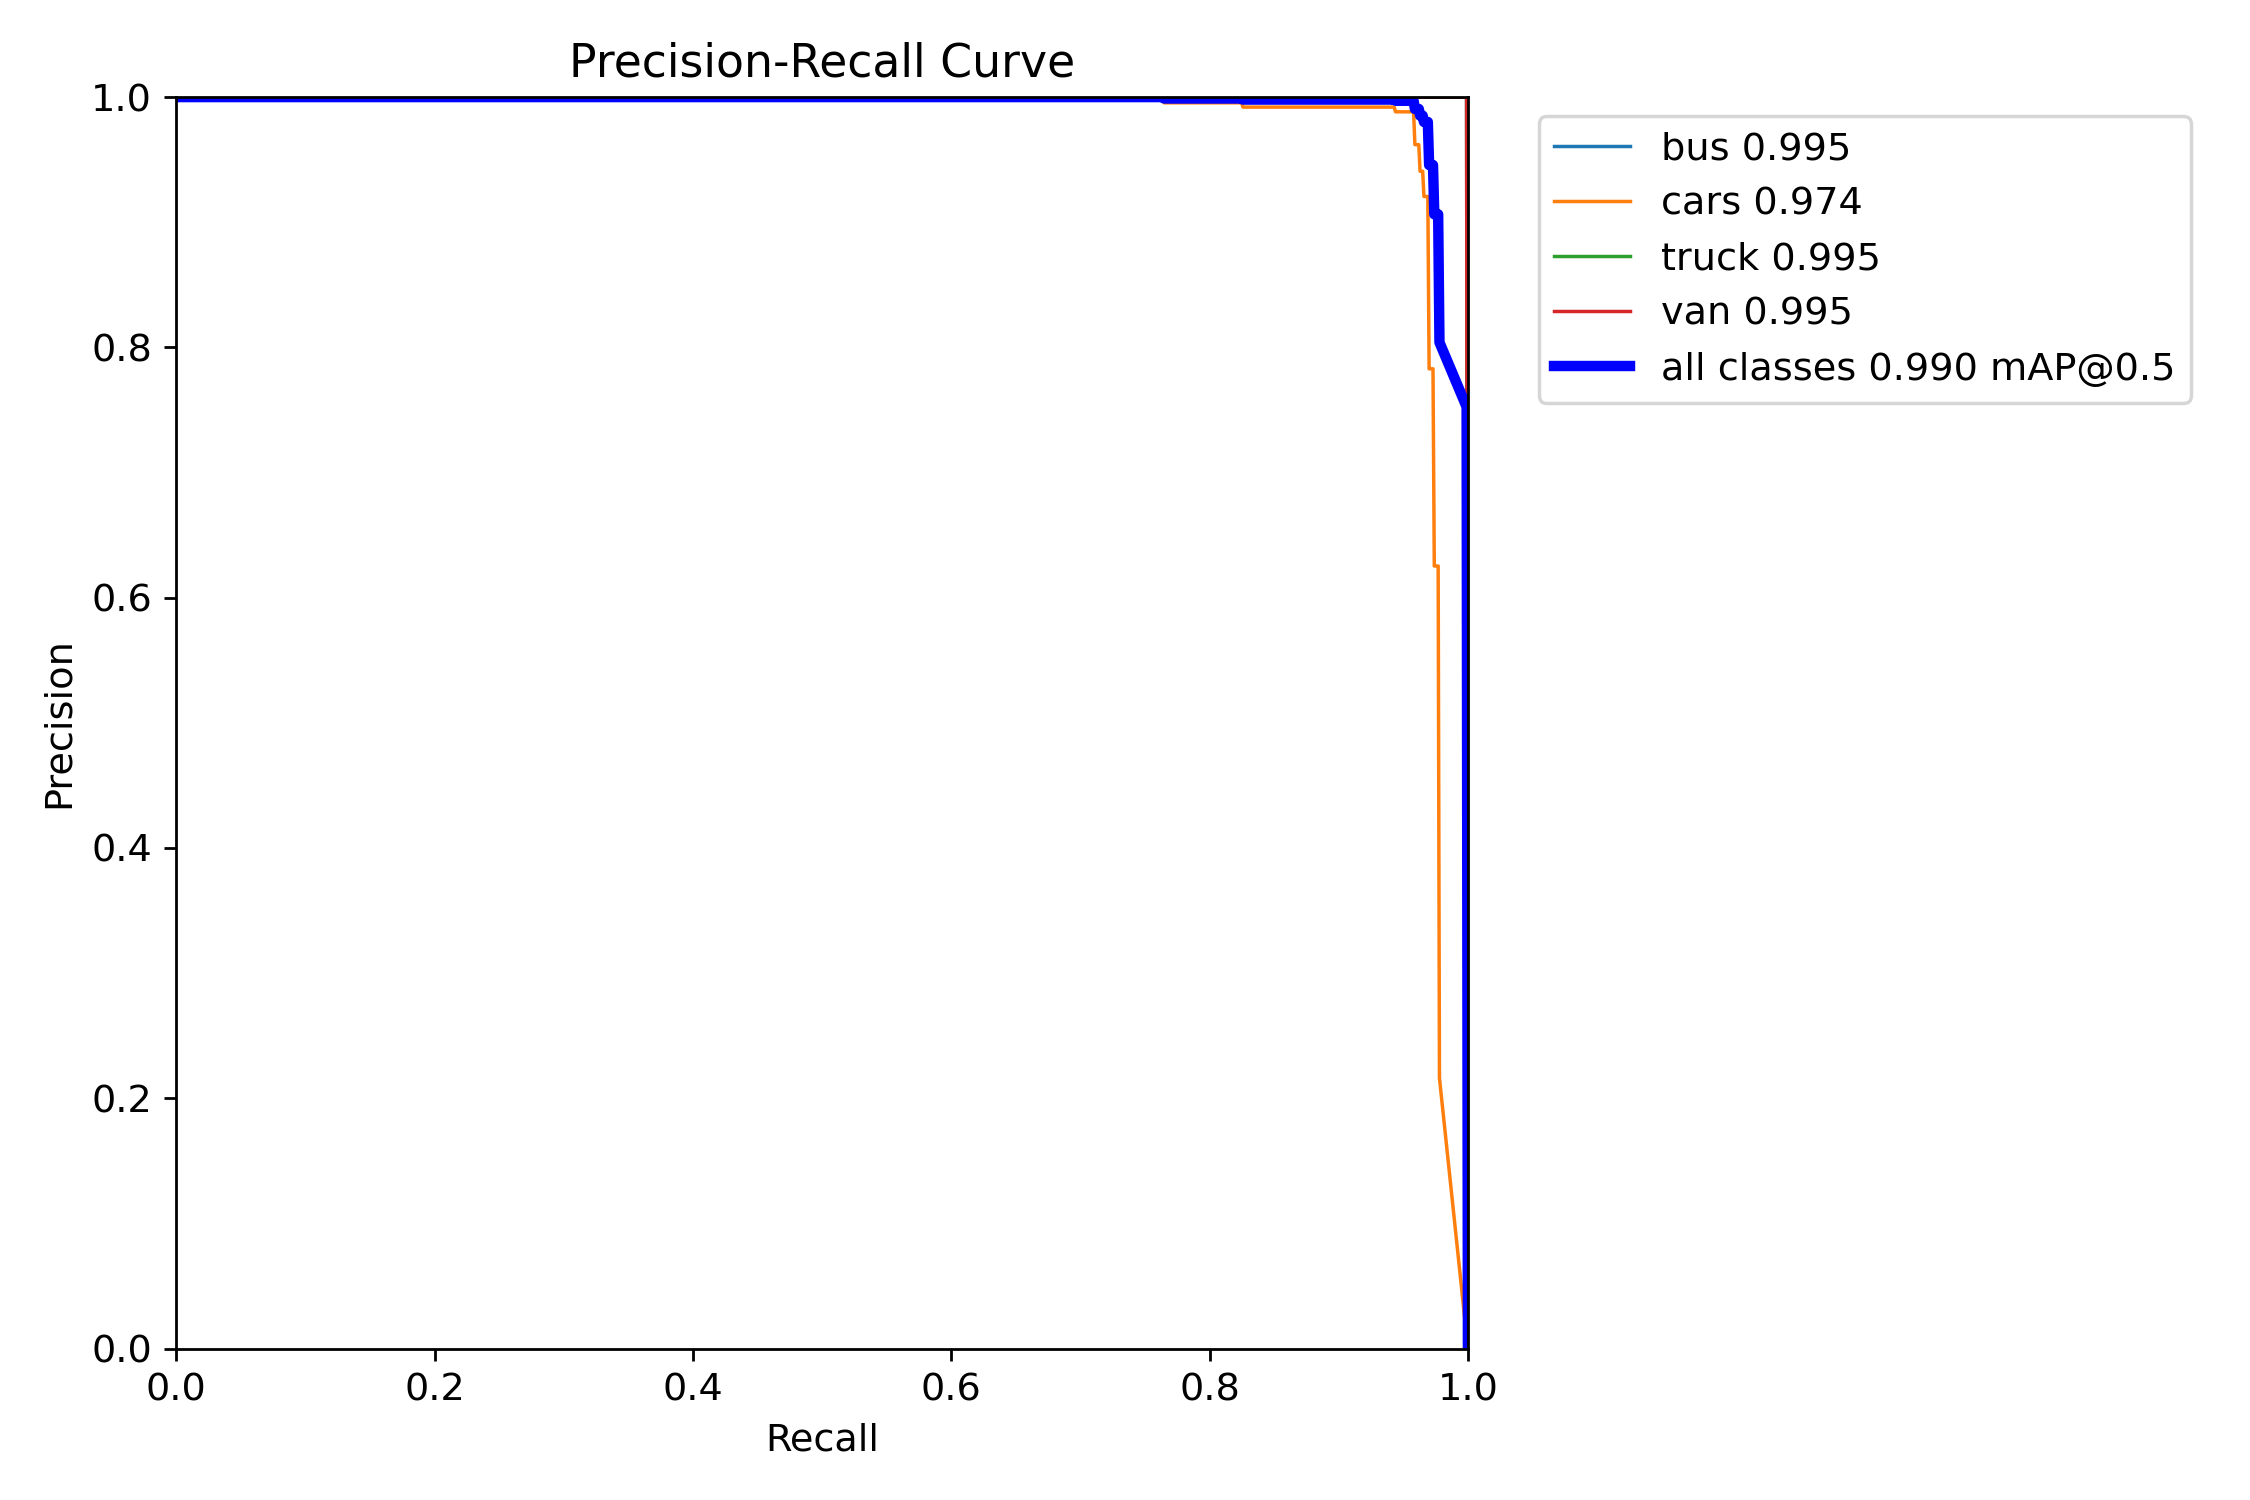 Precision-Recall Curve
1.0
0.8
0.6
0.4
0.2
0.0
Precision
0.0 0.2 0.4 0.6 0.8 1.0
Recall
bus 0.995
cars 0.974
truck 0.995
van 0.995
all classes 0.990 mAP@0.5